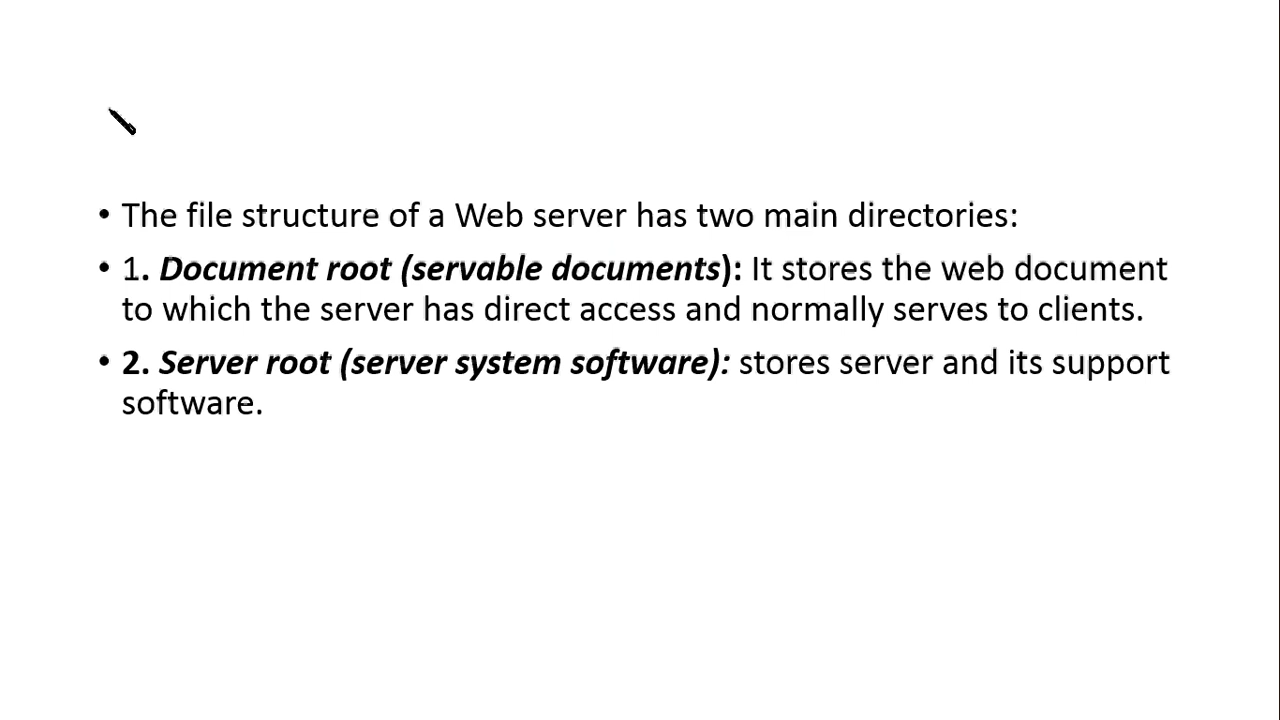 • The file structure of a Web server has two main directories:
• 1. Document root (servable documents): It stores the web document
to which the server has direct access and normally serves to clients.
• 2. Server root (server system software): stores server and its support
software.